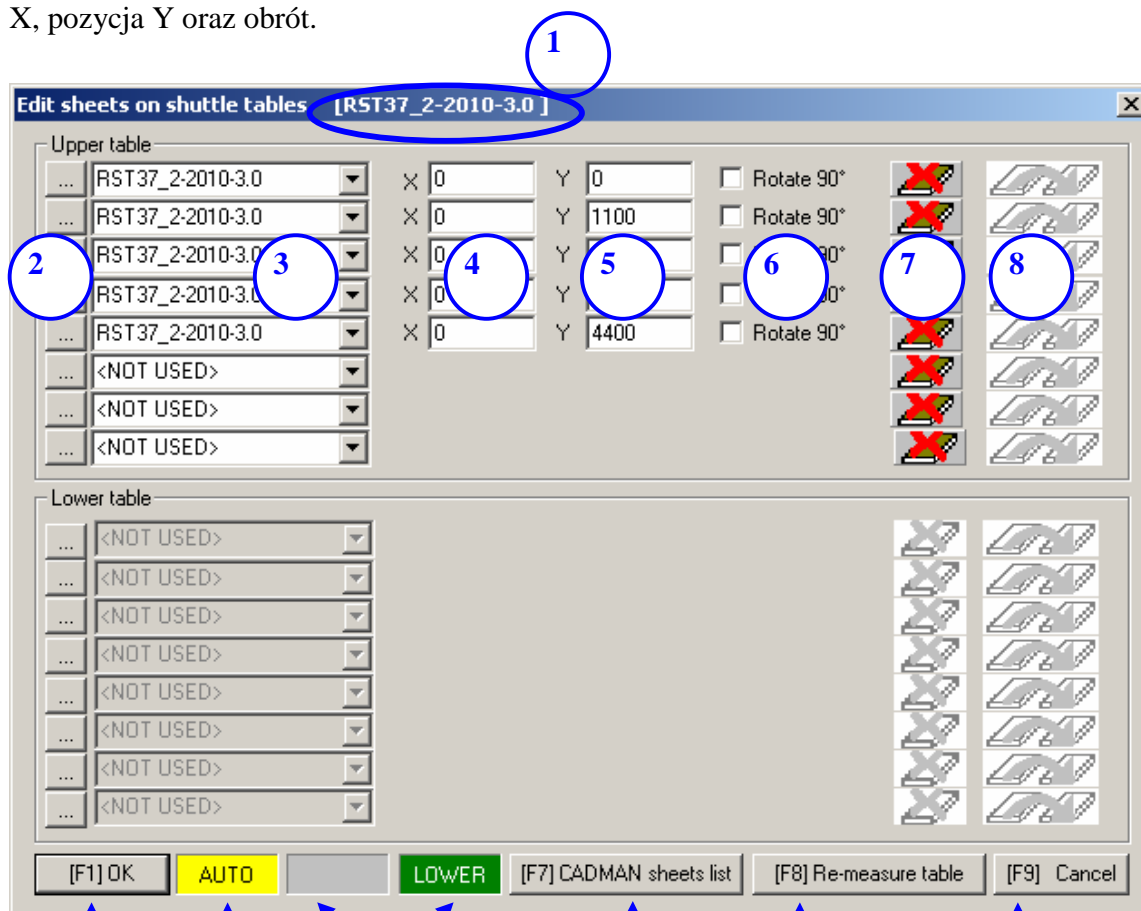 X, pozycja Y oraz obrót.
1
Edit sheets on shuttle tables [RST37_2-2010-3.0 ]
Upper table
... RST37_2-2010-3.0 X 0 Y 0 Rotate 90°
... RST37_2-2010-3.0 X 0 Y 1100 Rotate 90°
RST37_2-2010-3.0 X 0 Y 90°
2 3 4 5 6 7 8
RST37_2-2010-3.0 X 0 Y 90°
... RST37_2-2010-3.0 X 0 Y 4400 Rotate 90°
... <NOT USED>
... <NOT USED>
... <NOT USED>
Lower table
... <NOT USED>
... <NOT USED>
... <NOT USED>
... <NOT USED>
... <NOT USED>
... <NOT USED>
... <NOT USED>
... <NOT USED>
[F1] OK AUTO LOWER [F7] CADMAN sheets list [F8] Re-measure table [F9] Cancel